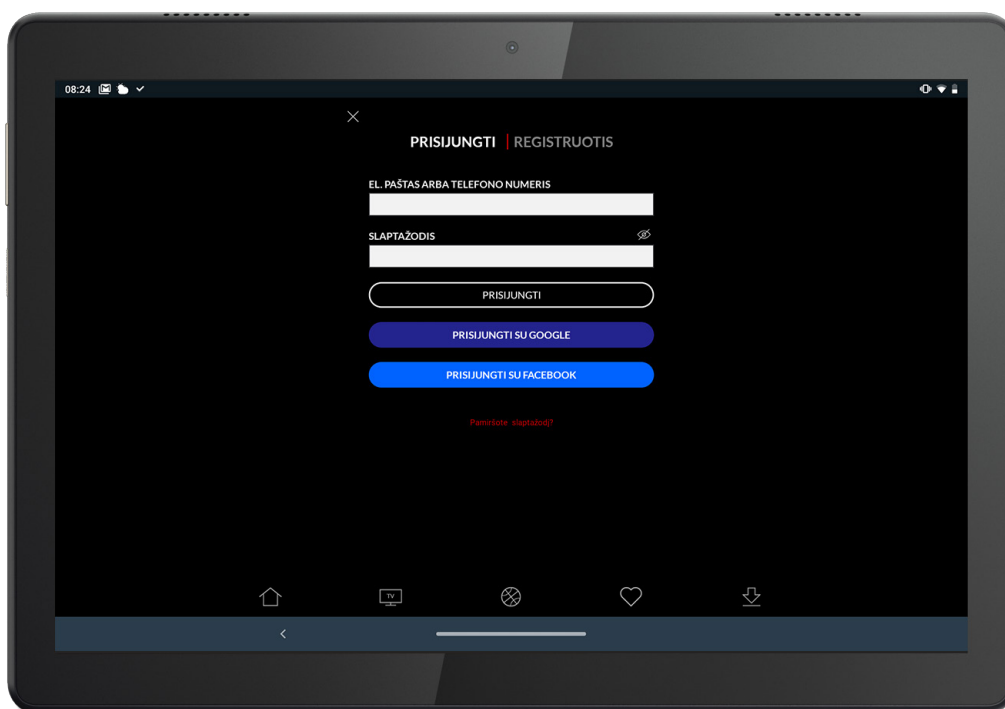 08:24
PRISIJUNGTI REGISTRUOTIS
EL. PAŠTAS ARBA TELEFONO NUMERIS
SLAPTAŽODIS
PRISIJUNGTI
PRISIJUNGTI SU GOOGLE
PRISIJUNGTI SU FACEBOOK
Pamiršote slaptažodį?
TV